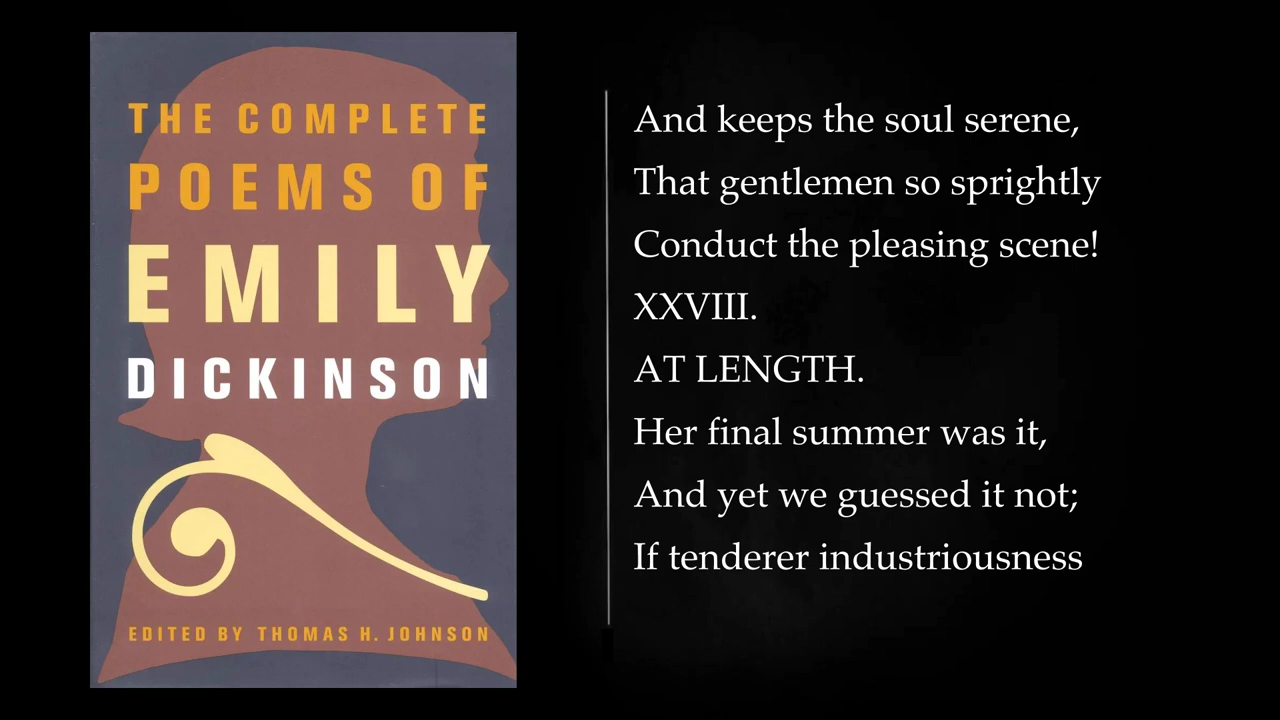 THE COMPLETE
POEMS OF
EMILY
DICKINSON
EDITED BY THOMAS H. JOHNSON
And keeps the soul serene,
That gentlemen so sprightly
Conduct the pleasing scene!
XXVIII.
AT LENGTH.
Her final summer was it,
And yet we guessed it not;
If tenderer industriousness